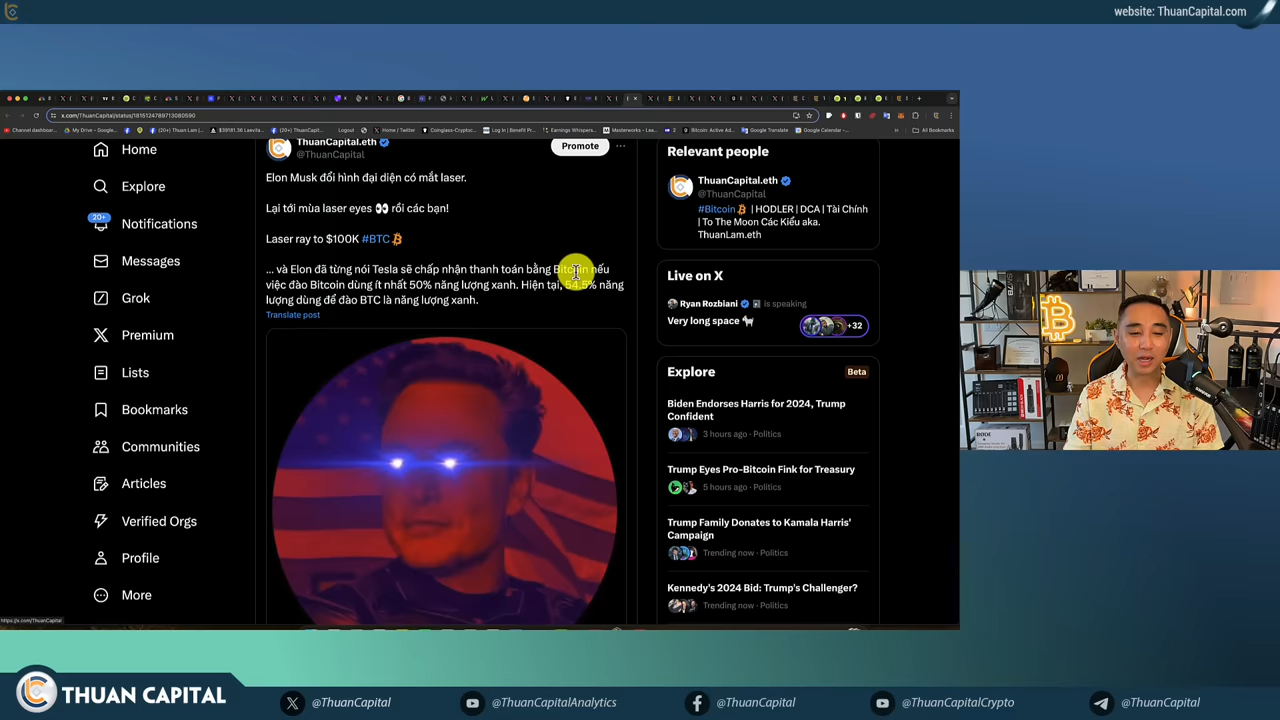 website: ThuanCapital.com
x.com/ThuanCapital/status/1815124789713080590
Home
Explore
20+
Notifications
Messages
Grok
Premium
Lists
Bookmarks
Communities
Articles
Verified Orgs
Profile
More
https://x.com/ThuanCapital
ThuanCapital.eth
@ThuanCapital
Promote
Elon Musk đổi hình đại diện có mắt laser.
Lại tới mùa laser eyes 👀 rồi các bạn!
Laser ray to $100K #BTC
... và Elon đã từng nói Tesla sẽ chấp nhận thanh toán bằng Bitcoin nếu
việc đào Bitcoin dùng ít nhất 50% năng lượng xanh. Hiện tại, 54.5% năng
lượng dùng để đào BTC là năng lượng xanh.
Translate post
Relevant people
ThuanCapital.eth
@ThuanCapital
#Bitcoin | HODLER | DCA | Tài Chính
| To The Moon Các Kiểu aka.
ThuanLam.eth
Live on X
Ryan Rozbiani is speaking
Very long space 🐐
+32
Explore
Beta
Biden Endorses Harris for 2024, Trump
Confident
3 hours ago · Politics
Trump Eyes Pro-Bitcoin Fink for Treasury
5 hours ago · Politics
Trump Family Donates to Kamala Harris'
Campaign
Trending now · Politics
Kennedy's 2024 Bid: Trump's Challenger?
Trending now · Politics
THUAN CAPITAL
@ThuanCapital
@ThuanCapitalAnalytics
@ThuanCapital
@ThuanCapitalCrypto
@ThuanCapital